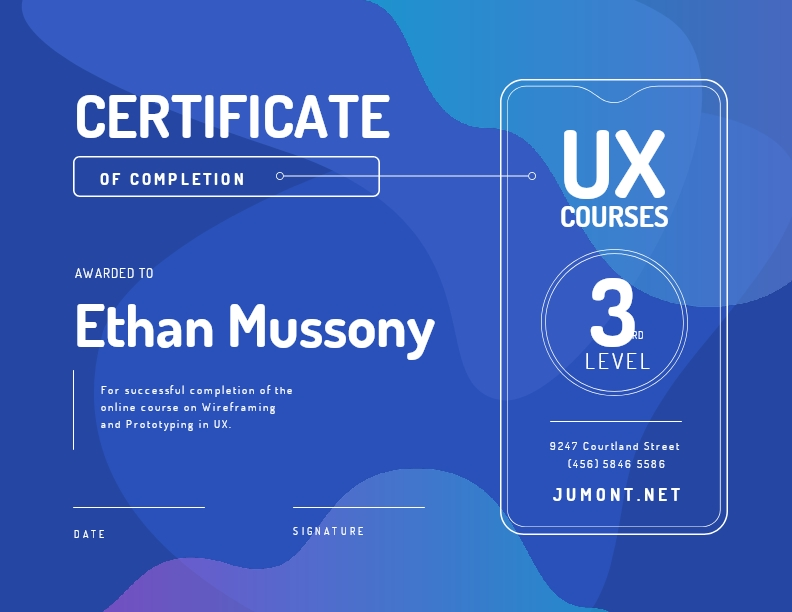 CERTIFICATE
OF COMPLETION
AWARDED TO
Ethan Mussony
For successful completion of the
online course on Wireframing
and Prototyping in UX.
DATE
SIGNATURE
UX
COURSES
3RD
LEVEL
9247 Courtland Street
(456) 5846 5586
JUMONT.NET